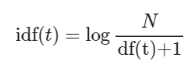 idf(t) = log N / df(t)+1